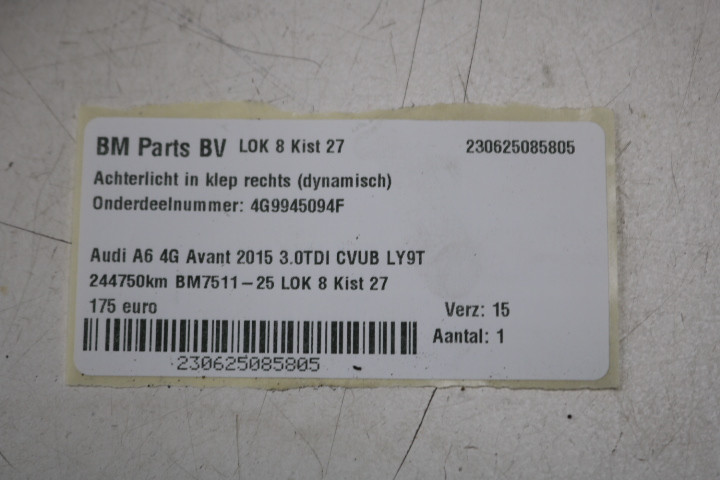 BM Parts BV LOK 8 Kist 27 230625085805
Achterlicht in klep rechts (dynamisch)
Onderdeelnummer: 4G9945094F
Audi A6 4G Avant 2015 3.0TDI CVUB LY9T
244750km BM7511-25 LOK 8 Kist 27
175 euro Verz: 15
Aantal: 1
230625085805